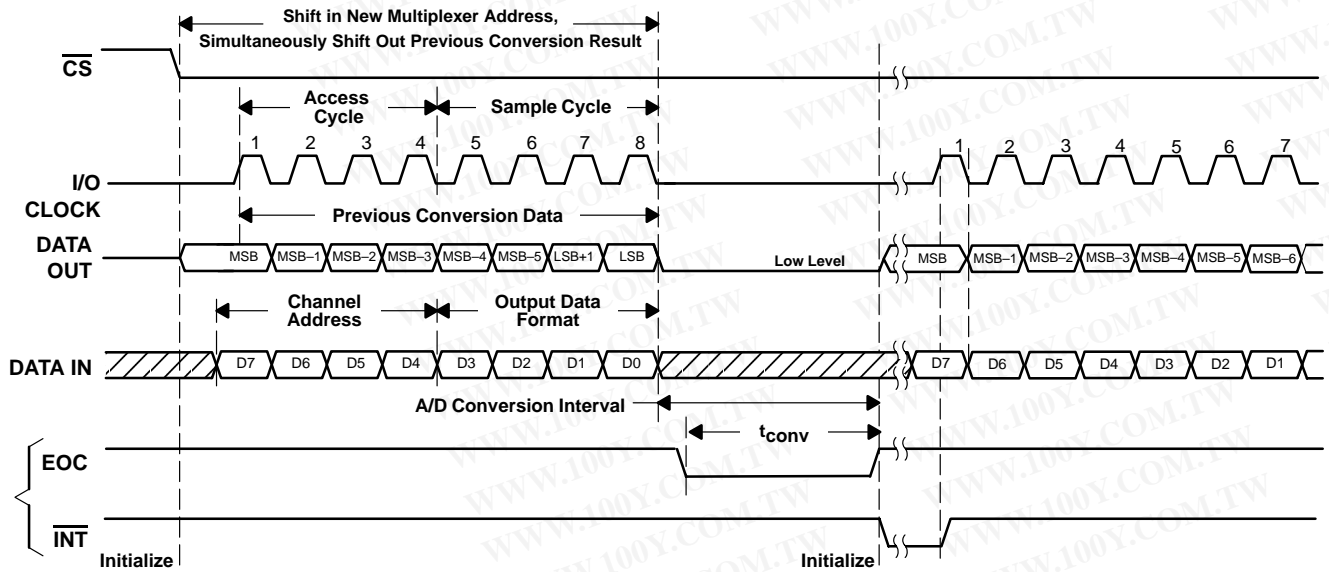 Shift in New Multiplexer Address,
Simultaneously Shift Out Previous Conversion Result
CS
Access
Cycle
Sample Cycle
1 2 3 4 5 6 7 8 1 2 3 4 5 6 7
I/O
CLOCK
Previous Conversion Data
DATA
OUT
MSB MSB–1 MSB–2 MSB–3 MSB–4 MSB–5 LSB+1 LSB Low Level MSB MSB–1 MSB–2 MSB–3 MSB–4 MSB–5 MSB–6
Channel
Address
Output Data
Format
DATA IN D7 D6 D5 D4 D3 D2 D1 D0 D7 D6 D5 D4 D3 D2 D1
A/D Conversion Interval
tconv
EOC
INT
Initialize Initialize
WWW.100Y.COM.TW